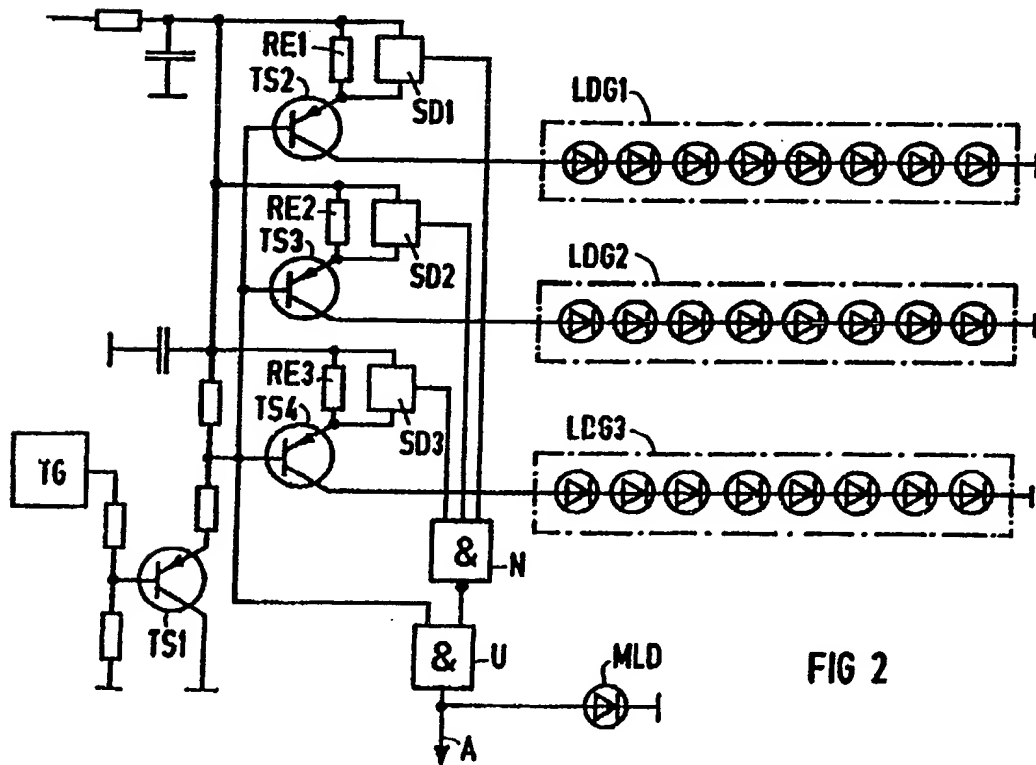 RE1
TS2
SD1
LDG1
RE2
TS3
SD2
LDG2
RE3
TS4
SD3
LDG3
TG
&
N
TS1
&
U
MLD
FIG 2
A